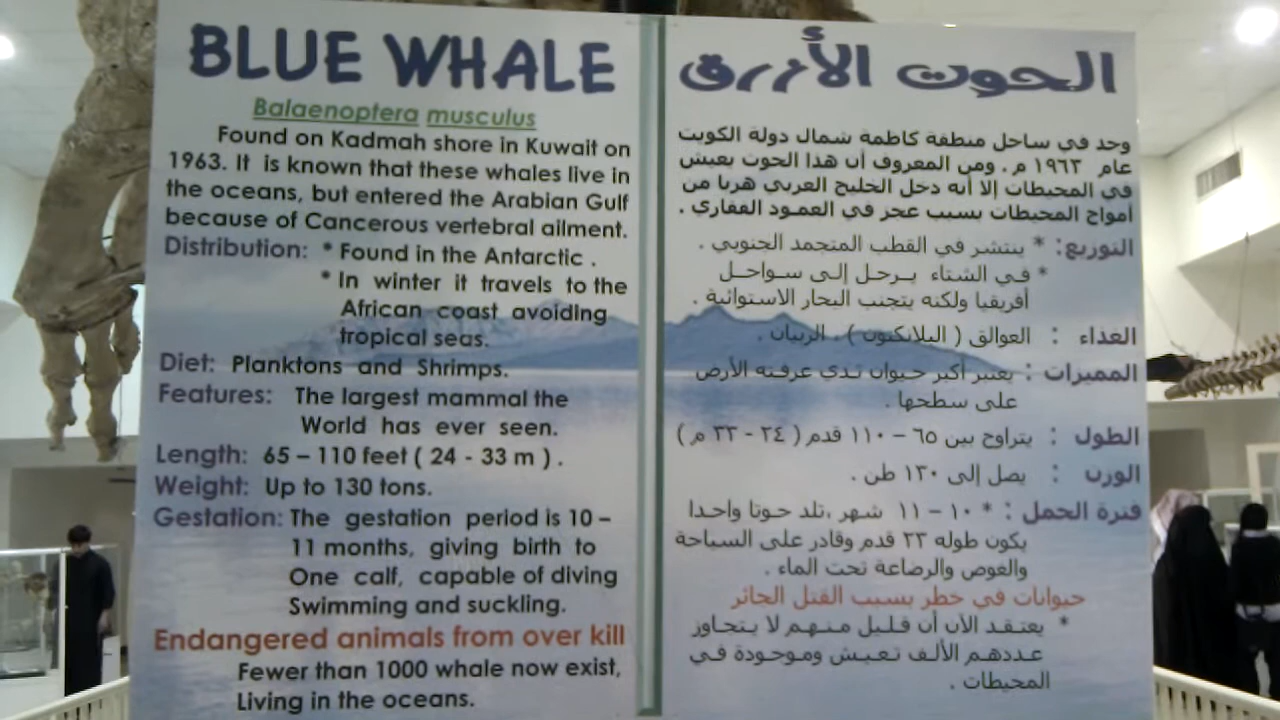 BLUE WHALE
Balaenoptera musculus
Found on Kadmah shore in Kuwait on
1963. It is known that these whales live in
the oceans, but entered the Arabian Gulf
because of Cancerous vertebral ailment.
Distribution: * Found in the Antarctic .
* In winter it travels to the
African coast avoiding
tropical seas.
Diet: Planktons and Shrimps.
Features: The largest mammal the
World has ever seen.
Length: 65 – 110 feet ( 24 - 33 m ) .
Weight: Up to 130 tons.
Gestation: The gestation period is 10 –
11 months, giving birth to
One calf, capable of diving
Swimming and suckling.
Endangered animals from over kill
Fewer than 1000 whale now exist,
Living in the oceans.
الحوت الأزرق
وجد في ساحل منطقة كاظمة شمال دولة الكويت
عام ١٩٦٣ م . ومن المعروف أن هذا الحوت يعيش
في المحيطات إلا أنه دخل الخليج العربي هربا من
أمواج المحيطات بسبب عجز في العمود الفقاري .
التوزيع: * ينتشر في القطب المتجمد الجنوبي .
* في الشتاء يرحل إلى سواحل
أفريقيا ولكنه يتجنب البحار الاستوائية .
الغذاء : العوالق ( البلانكتون ) ، الربيان .
المميزات : يعتبر أكبر حيوان ثدي عرفته الأرض
على سطحها .
الطول : يتراوح بين ٦٥ – ١١٠ قدم ( ٢٤ - ٣٣ م )
الوزن : يصل إلى ١٣٠ طن .
فترة الحمل : * ١٠ – ١١ شهر ،تلد حوتا واحدا
يكون طوله ٢٣ قدم وقادر على السباحة
والغوص والرضاعة تحت الماء .
حيوانات في خطر بسبب القتل الجائر
* يعتقد الآن أن قليل منهم لا يتجاوز
عددهم الألف تعيش وموجودة في
المحيطات .